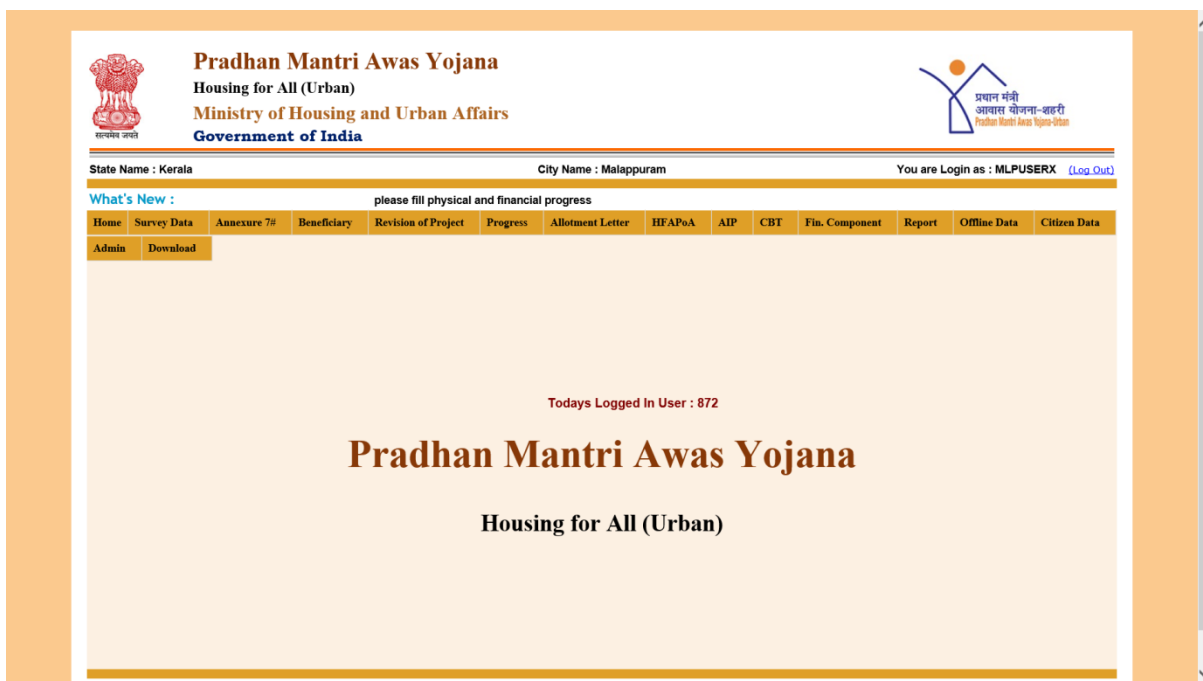 Pradhan Mantri Awas Yojana
Housing for All (Urban)
Ministry of Housing and Urban Affairs
Government of India
सत्यमेव जयते
प्रधान मंत्री
आवास योजना-शहरी
Pradhan Mantri Awas Yojana-Urban
State Name : Kerala City Name : Malappuram You are Login as : MLPUSERX (Log Out)
What's New : please fill physical and financial progress
Home Survey Data Annexure 7# Beneficiary Revision of Project Progress Allotment Letter HFAPoA AIP CBT Fin. Component Report Offline Data Citizen Data
Admin Download
Todays Logged In User : 872
Pradhan Mantri Awas Yojana
Housing for All (Urban)